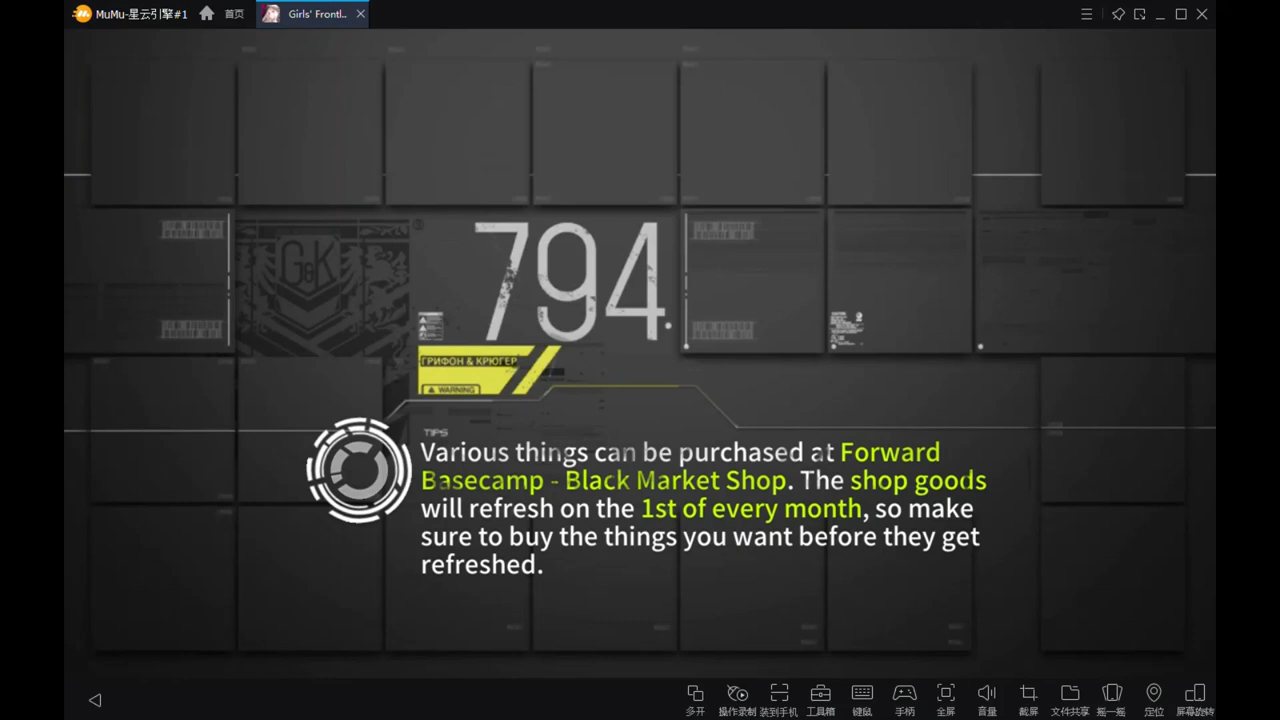 MuMu-星云引擎#1
首页
Girls' Frontl..
G&K
794.
ГРИФОН & КРЮГЕР
WARNING
TIPS
Various things can be purchased at Forward
Basecamp - Black Market Shop. The shop goods
will refresh on the 1st of every month, so make
sure to buy the things you want before they get
refreshed.
多开
操作录制
装到手机
工具箱
键鼠
手柄
全屏
音量
截屏
文件共享
摇一摇
定位
屏幕旋转